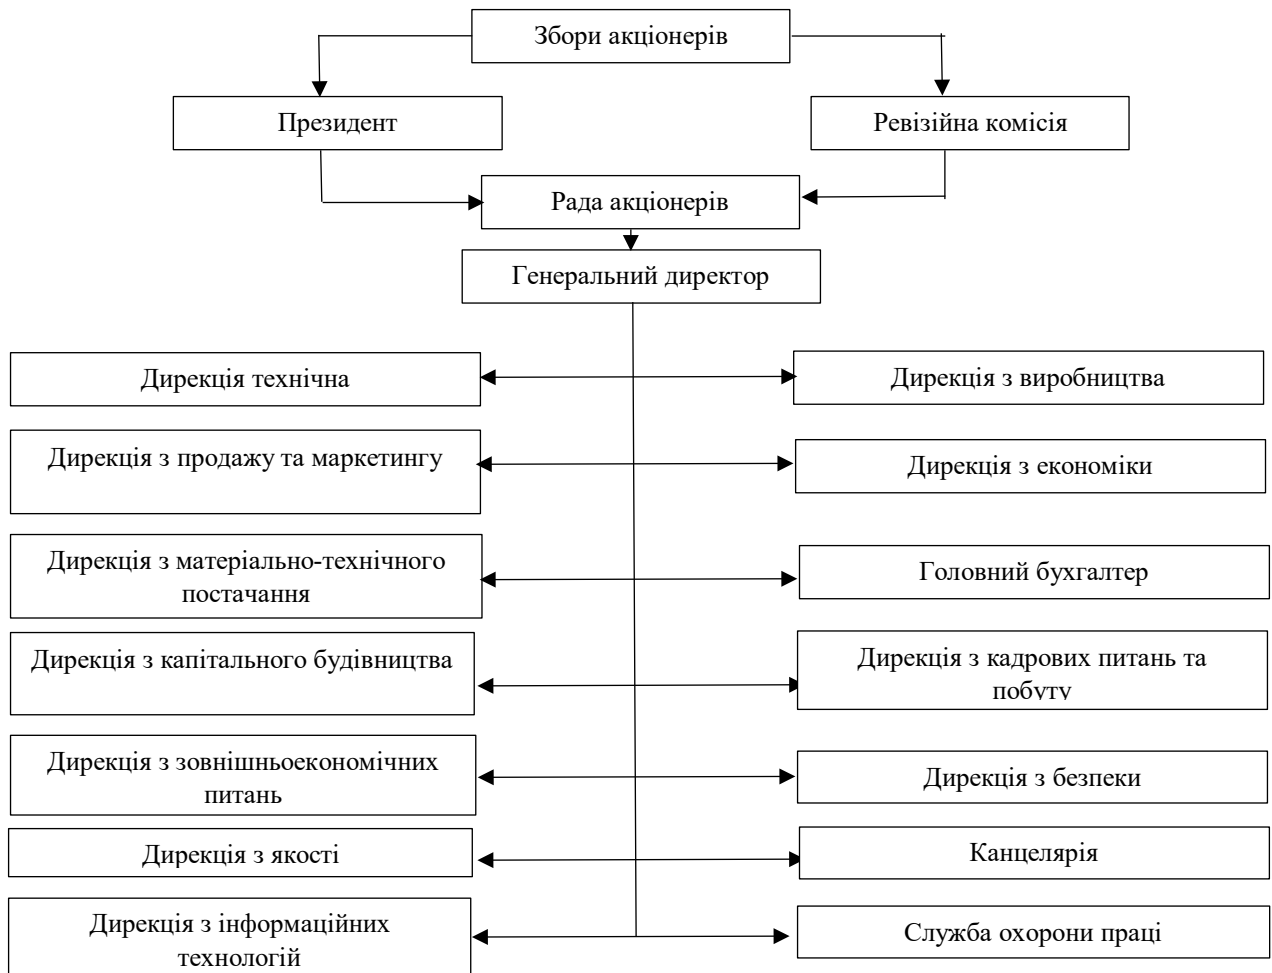 Збори акціонерів
Президент
Ревізійна комісія
Рада акціонерів
Генеральний директор
Дирекція технічна
Дирекція з виробництва
Дирекція з продажу та маркетингу
Дирекція з економіки
Дирекція з матеріально-технічного
постачання
Головний бухгалтер
Дирекція з капітального будівництва
Дирекція з кадрових питань та
побуту
Дирекція з зовнішньоекономічних
питань
Дирекція з безпеки
Дирекція з якості
Канцелярія
Дирекція з інформаційних
технологій
Служба охорони праці